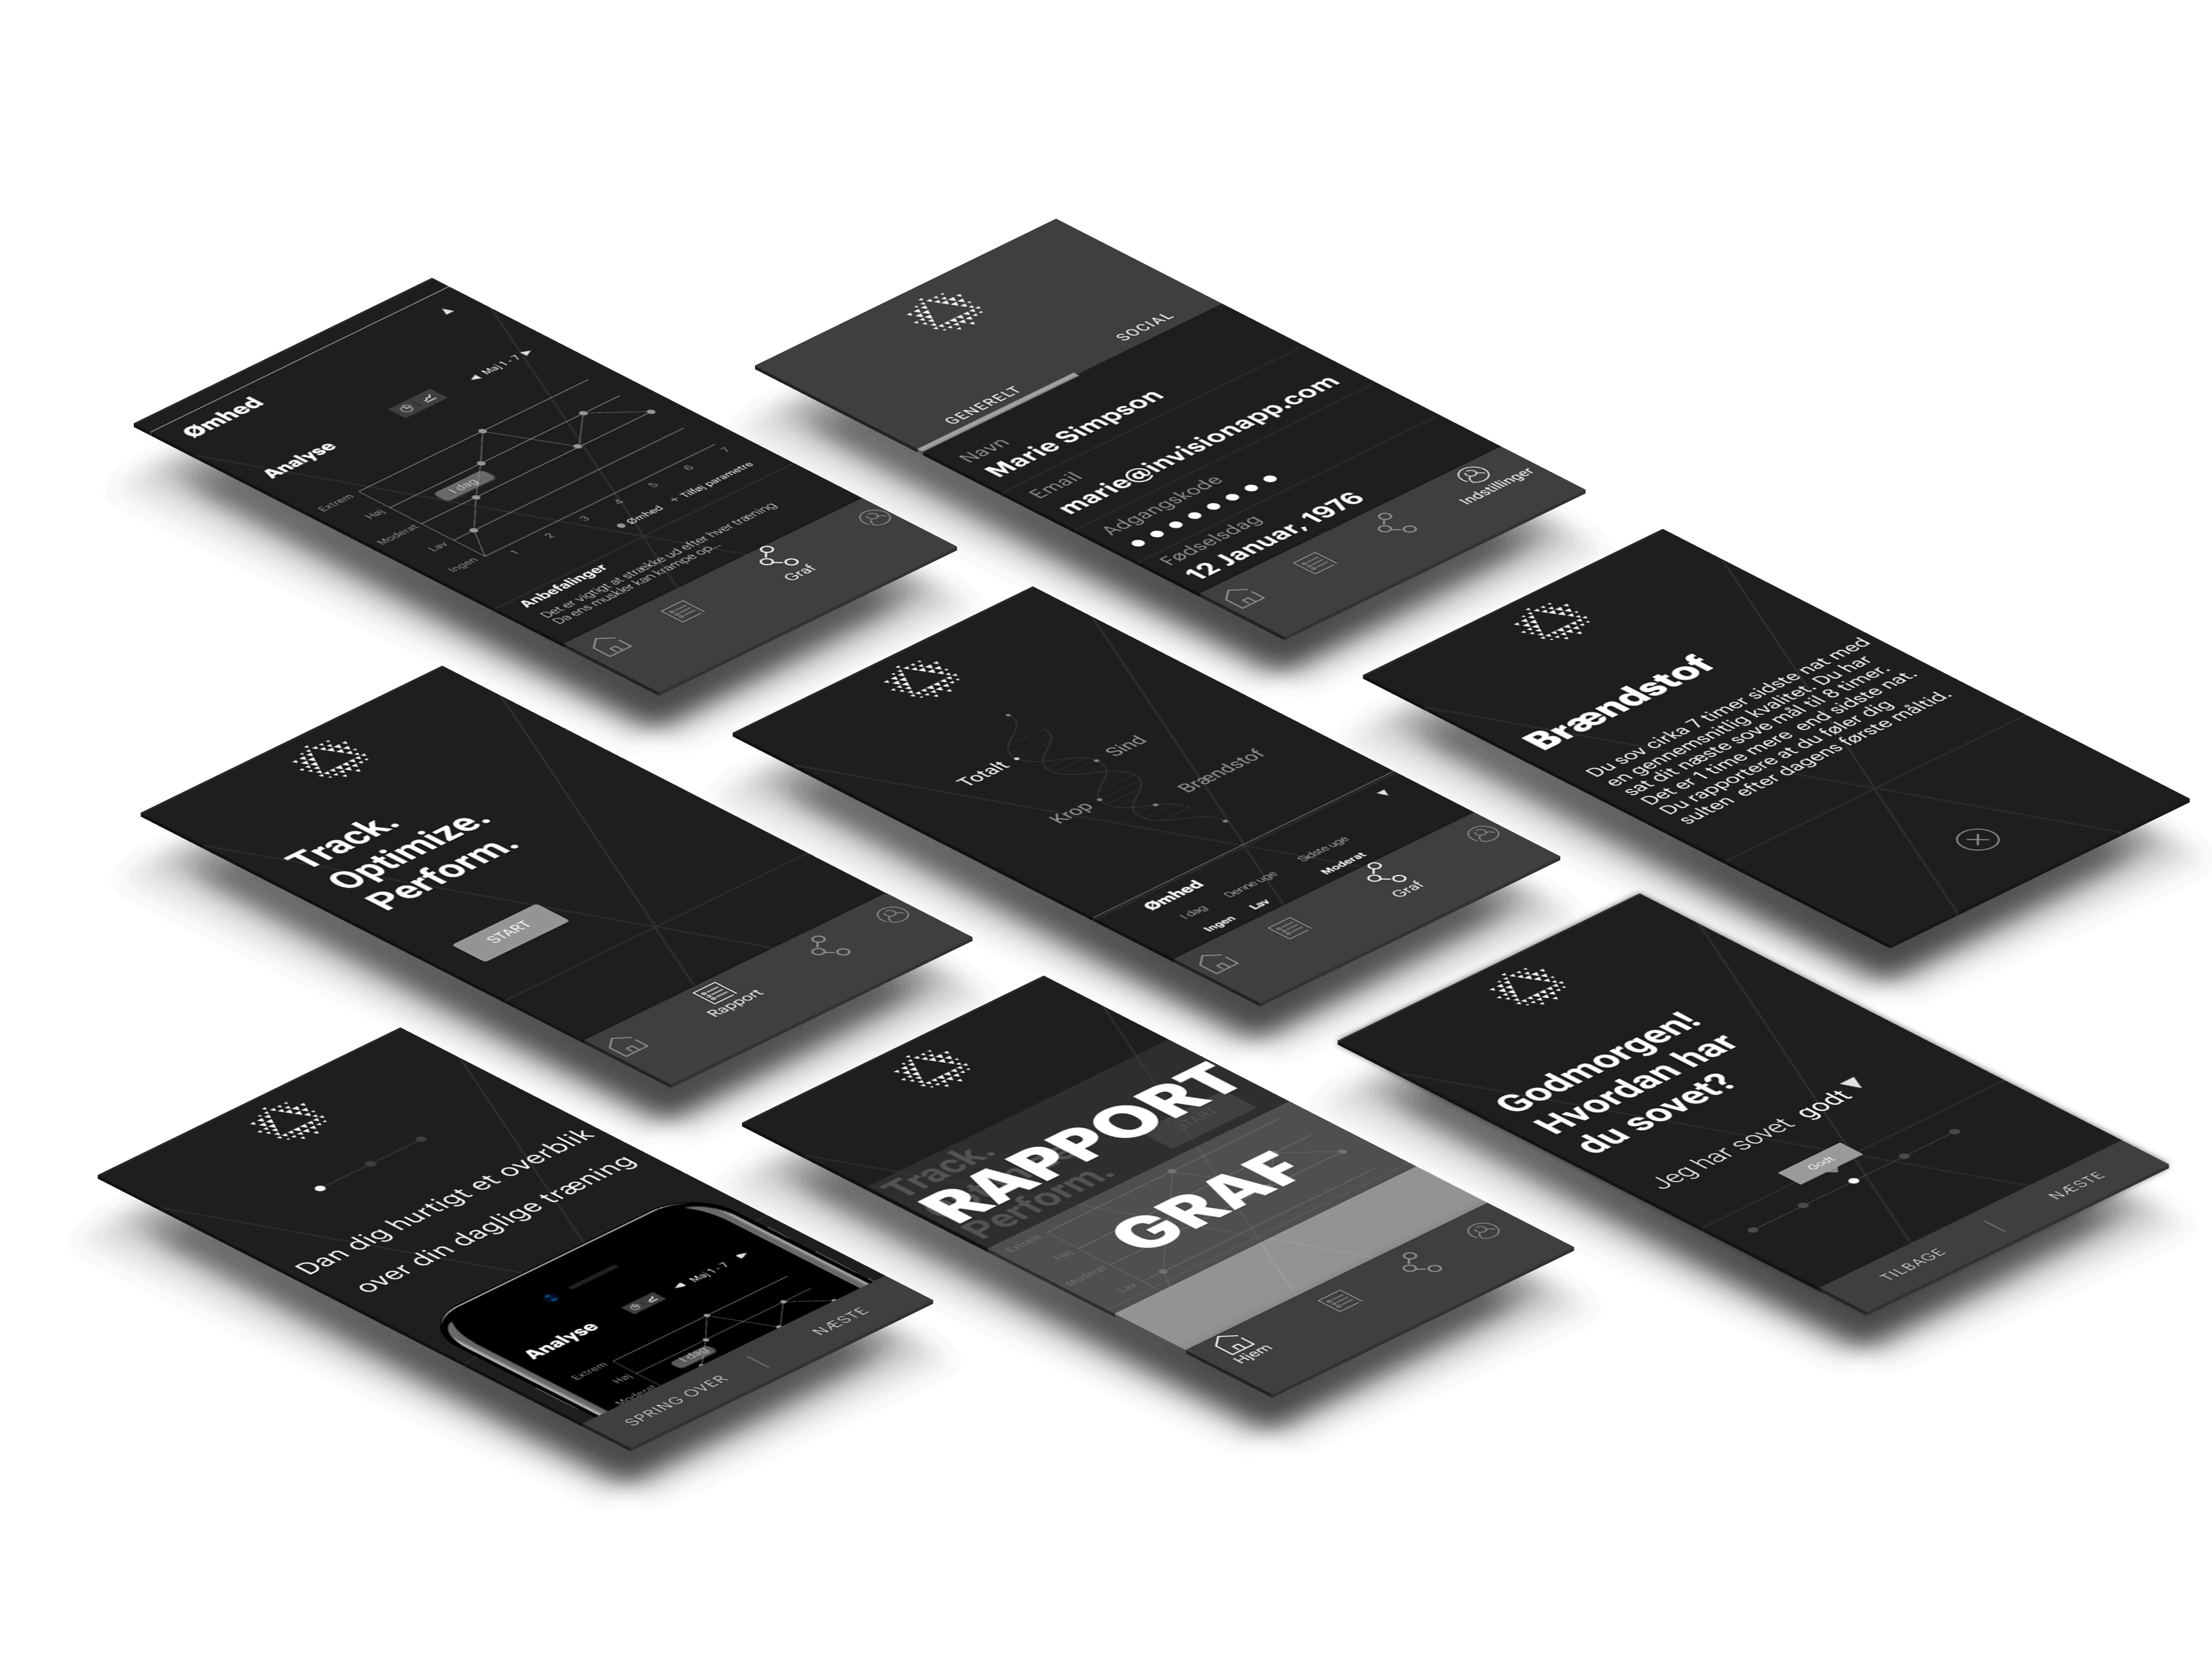 Ømhed
Analyse
Maj 1 - 7
Extrem
Høj
Moderat
Lav
Ingen
I dag
1
2
3
4
5
6
7
Ømhed
+ Tilføj parametre
Anbefalinger
Det er vigtigt at strække ud efter hver træning
Da ens muskler kan krampe op...
Graf
GENERELT
SOCIAL
Navn
Marie Simpson
Email
marie@invisionapp.com
Adgangskode
Fødselsdag
12 Januar, 1976
Indstillinger
Brændstof
Du sov cirka 7 timer sidste nat med
en gennemsnitlig kvalitet. Du har
sat dit næste sove mål til 8 timer.
Det er 1 time mere end sidste nat.
Du rapportere at du føler dig
sulten efter dagens første måltid.
Track.
Optimize.
Perform.
START
Rapport
Totalt
Sind
Krop
Brændstof
Ømhed
I dag
Denne uge
Sidste uge
Ingen
Lav
Moderat
Graf
Godmorgen!
Hvordan har
du sovet?
Jeg har sovet godt
Godt
TILBAGE
NÆSTE
Dan dig hurtigt et overblik
over din daglige træning
Analyse
Maj 1 - 7
Extrem
Høj
Moderat
I dag
SPRING OVER
NÆSTE
Track.
Perform.
START
RAPPORT
GRAF
Extrem
Høj
Moderat
Lav
Hjem